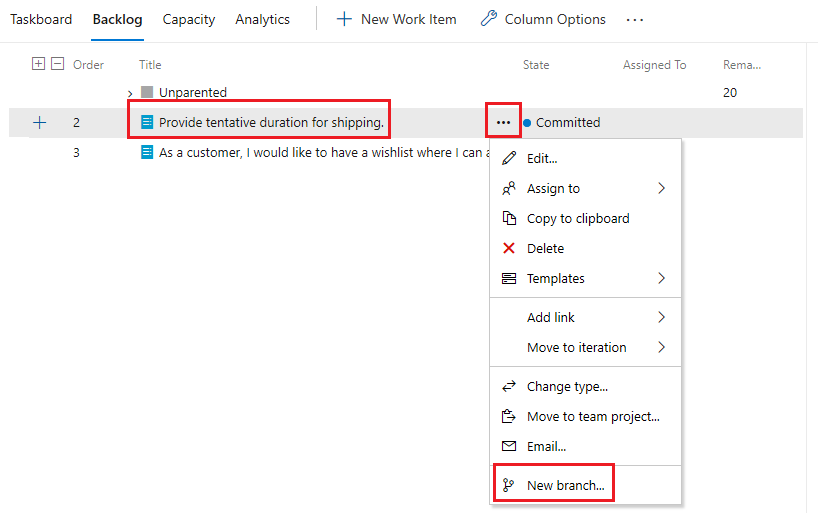 Taskboard Backlog Capacity Analytics New Work Item Column Options ...
Order Title State Assigned To Rema...
Unparented 20
2 Provide tentative duration for shipping. ... Committed
3 As a customer, I would like to have a wishlist where I can a
Edit...
Assign to
Copy to clipboard
Delete
Templates
Add link
Move to iteration
Change type...
Move to team project...
Email...
New branch...